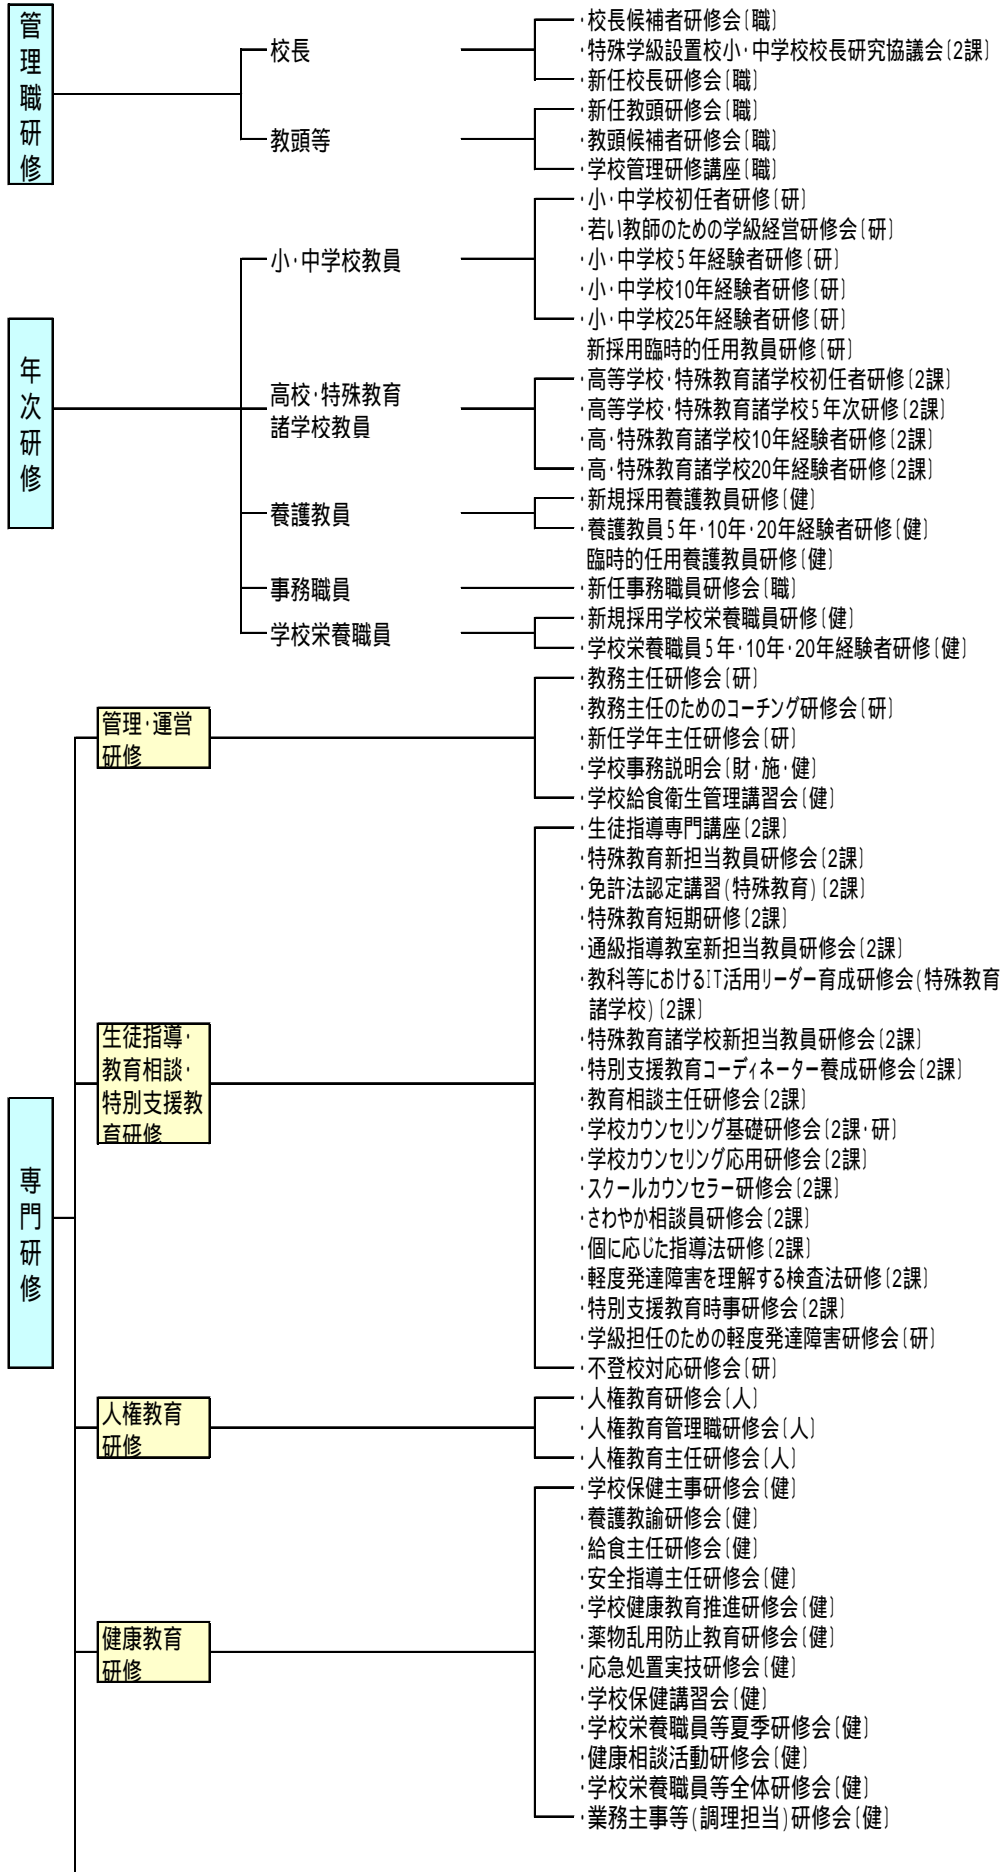 管理職研修
校長
・校長候補者研修会〔職〕
・特殊学級設置校小・中学校校長研究協議会〔2課〕
・新任校長研修会〔職〕
教頭等
・新任教頭研修会〔職〕
・教頭候補者研修会〔職〕
・学校管理研修講座〔職〕
年次研修
小・中学校教員
・小・中学校初任者研修〔研〕
・若い教師のための学級経営研修会〔研〕
・小・中学校5年経験者研修〔研〕
・小・中学校10年経験者研修〔研〕
・小・中学校25年経験者研修〔研〕
新採用臨時的任用教員研修〔研〕
高校・特殊教育
諸学校教員
・高等学校・特殊教育諸学校初任者研修〔2課〕
・高等学校・特殊教育諸学校5年次研修〔2課〕
・高・特殊教育諸学校10年経験者研修〔2課〕
・高・特殊教育諸学校20年経験者研修〔2課〕
養護教員
・新規採用養護教員研修〔健〕
・養護教員5年・10年・20年経験者研修〔健〕
臨時的任用養護教員研修〔健〕
事務職員
・新任事務職員研修会〔職〕
学校栄養職員
・新規採用学校栄養職員研修〔健〕
・学校栄養職員5年・10年・20年経験者研修〔健〕
専門研修
管理・運営
研修
・教務主任研修会〔研〕
・教務主任のためのコーチング研修会〔研〕
・新任学年主任研修会〔研〕
・学校事務説明会〔財・施・健〕
・学校給食衛生管理講習会〔健〕
生徒指導・
教育相談・
特別支援教
育研修
・生徒指導専門講座〔2課〕
・特殊教育新担当教員研修会〔2課〕
・免許法認定講習(特殊教育)〔2課〕
・特殊教育短期研修〔2課〕
・通級指導教室新担当教員研修会〔2課〕
・教科等におけるIT活用リーダー育成研修会(特殊教育
諸学校)〔2課〕
・特殊教育諸学校新担当教員研修会〔2課〕
・特別支援教育コーディネーター養成研修会〔2課〕
・教育相談主任研修会〔2課〕
・学校カウンセリング基礎研修会〔2課・研〕
・学校カウンセリング応用研修会〔2課〕
・スクールカウンセラー研修会〔2課〕
・さわやか相談員研修会〔2課〕
・個に応じた指導法研修〔2課〕
・軽度発達障害を理解する検査法研修〔2課〕
・特別支援教育時事研修会〔2課〕
・学級担任のための軽度発達障害研修会〔研〕
・不登校対応研修会〔研〕
人権教育
研修
・人権教育研修会〔人〕
・人権教育管理職研修会〔人〕
・人権教育主任研修会〔人〕
健康教育
研修
・学校保健主事研修会〔健〕
・養護教諭研修会〔健〕
・給食主任研修会〔健〕
・安全指導主任研修会〔健〕
・学校健康教育推進研修会〔健〕
・薬物乱用防止教育研修会〔健〕
・応急処置実技研修会〔健〕
・学校保健講習会〔健〕
・学校栄養職員等夏季研修会〔健〕
・健康相談活動研修会〔健〕
・学校栄養職員等全体研修会〔健〕
・業務主事等(調理担当)研修会〔健〕